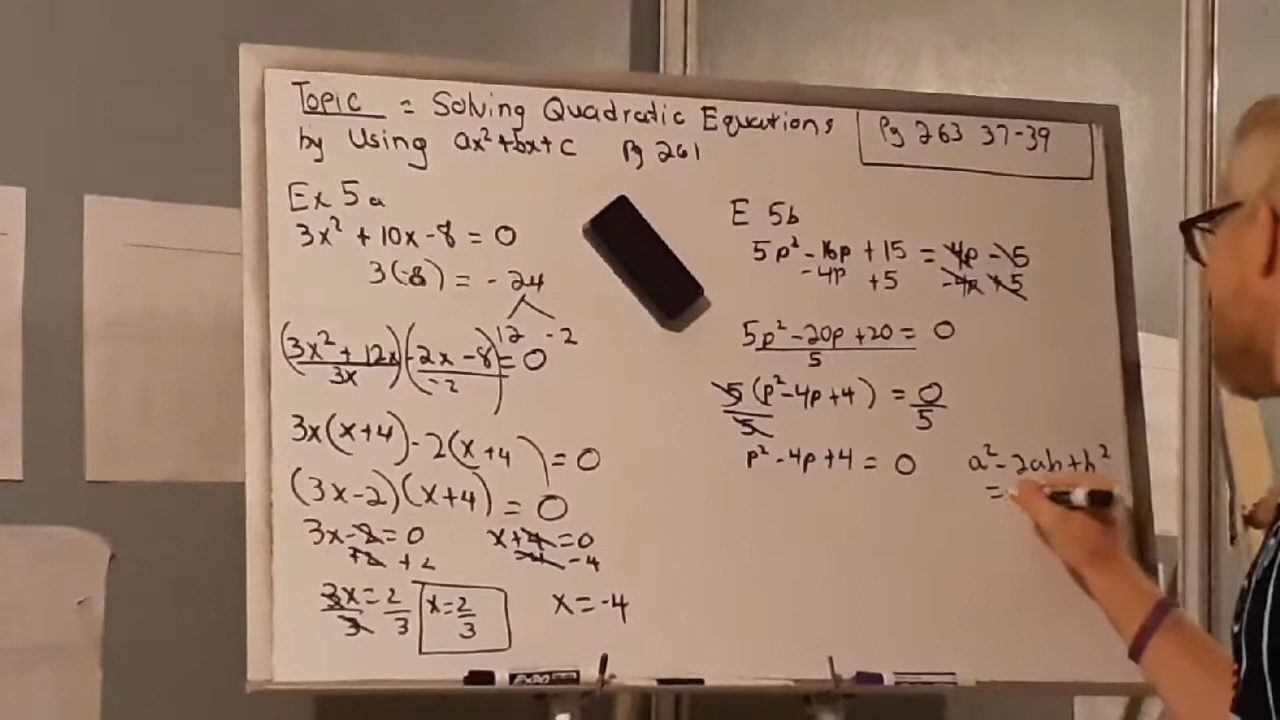 Topic = Solving Quadratic Equations
by Using ax²+bx+c Pg 261
Pg 263 37-39
Ex 5a
3x² + 10x - 8 = 0
3(-8) = - 24
12 -2
(3x² + 12x)(-2x - 8) = 0
3x -2
3x(x+4) - 2(x+4) = 0
(3x-2)(x+4) = 0
3x-2=0 x+4=0
+2 +2 -4 -4
3x=2 x=2 x=-4
3 3 3
E 5b
5p² - 16p + 15 = 4p - 5
-4p +5 -4p +5
5p² - 20p + 20 = 0
5
5(p² - 4p + 4) = 0
5 5
p² - 4p + 4 = 0
a² - 2ab + b²
=
EXPO